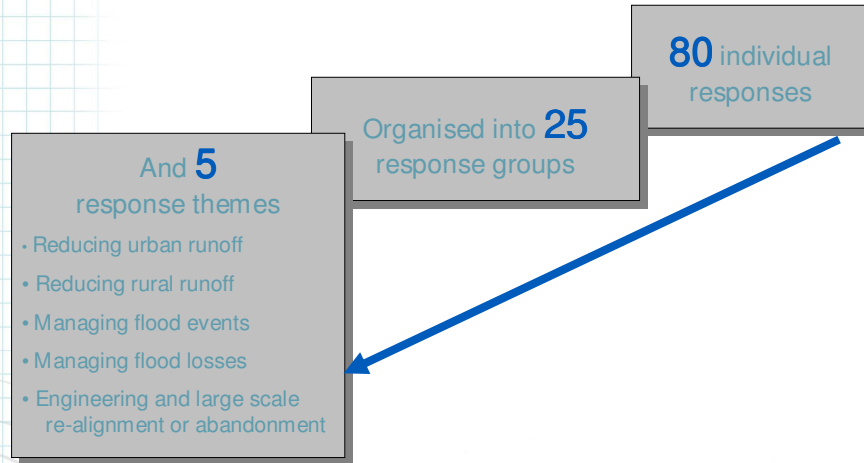 80 individual
responses
Organised into 25
response groups
And 5
response themes
• Reducing urban runoff
• Reducing rural runoff
• Managing flood events
• Managing flood losses
• Engineering and large scale
re-alignment or abandonment